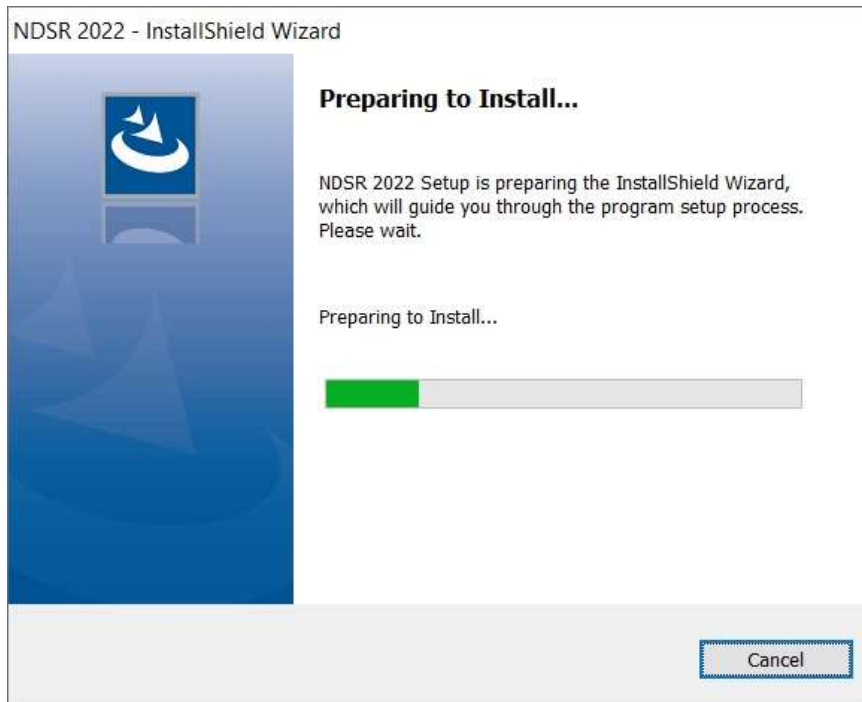 NDSR 2022 - InstallShield Wizard
Preparing to Install...
NDSR 2022 Setup is preparing the InstallShield Wizard,
which will guide you through the program setup process.
Please wait.
Preparing to Install...
Cancel